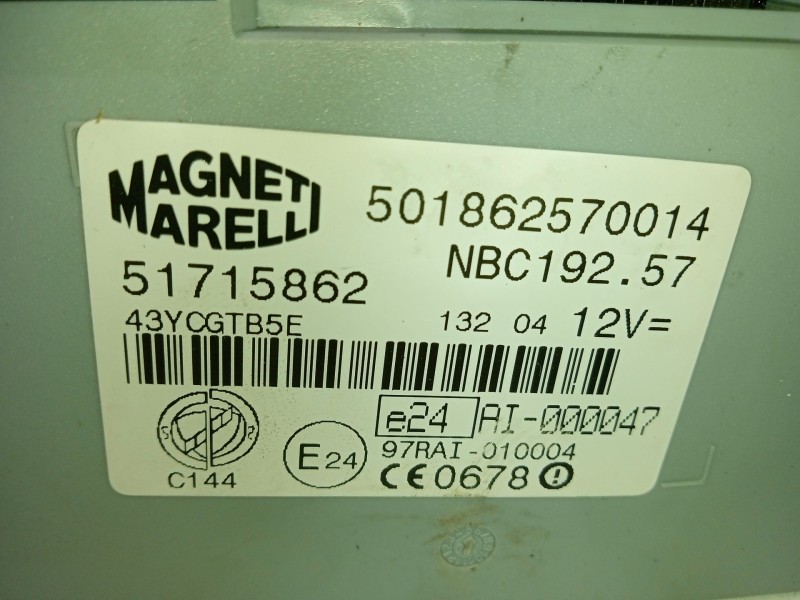 MAGNETI
MARELLI
501862570014
NBC192.57
51715862
43YCGTB5E 132 04 12V=
e24 AI-000047
97RAI-010004
E24
CE0678
C144